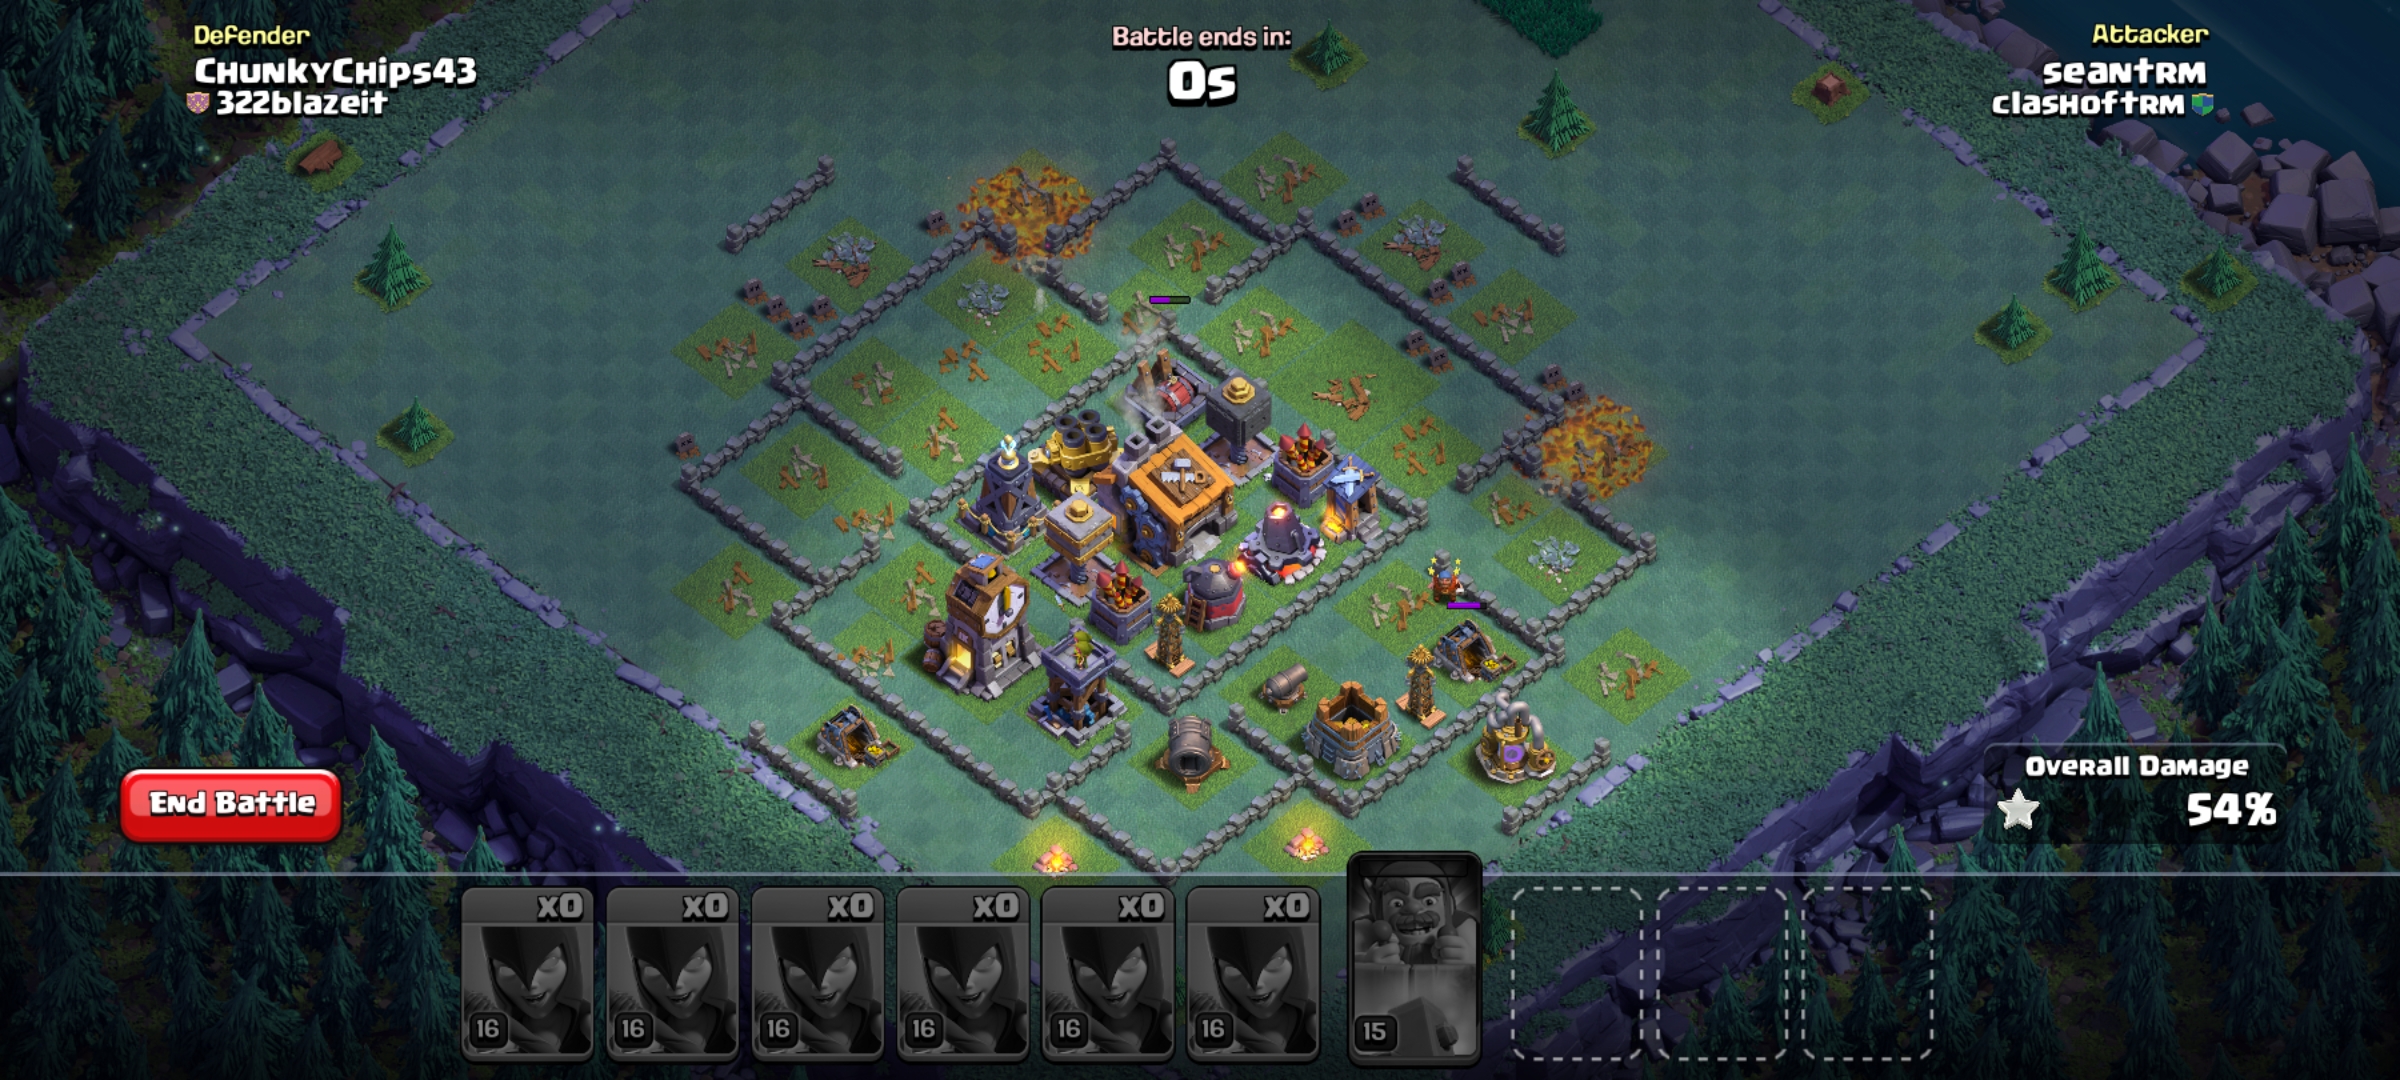 Defender
ChunkyChips43
322blazeit
Battle ends in:
0s
Attacker
seantrm
clashoftrm
End Battle
Overall Damage
54%
x0
x0
x0
x0
x0
x0
16
16
16
16
16
16
15